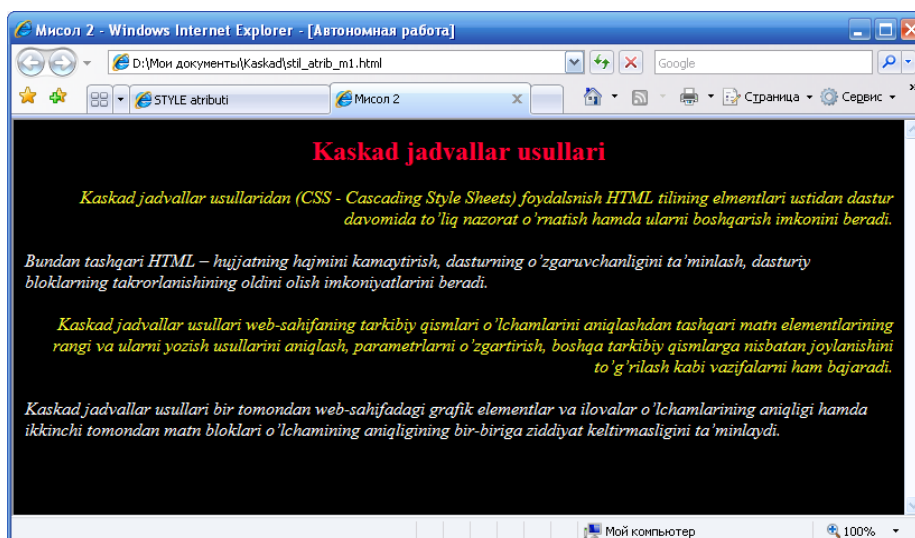 Мисол 2 - Windows Internet Explorer - [Автономная работа]
D:\Мои документы\Kaskad\stil_atrib_m1.html
Google
STYLE atributi
Мисол 2
Страница
Сервис
»
Kaskad jadvallar usullari
Kaskad jadvallar usullaridan (CSS - Cascading Style Sheets) foydalsnish HTML tilining elmentlari ustidan dastur
davomida to’liq nazorat o’rnatish hamda ularni boshqarish imkonini beradi.
Bundan tashqari HTML – hujjatning hajmini kamaytirish, dasturning o’zgaruvchanligini ta’minlash, dasturiy
bloklarning takrorlanishining oldini olish imkoniyatlarini beradi.
Kaskad jadvallar usullari web-sahifaning tarkibiy qismlari o’lchamlarini aniqlashdan tashqari matn elementlarining
rangi va ularni yozish usullarini aniqlash, parametrlarni o’zgartirish, boshqa tarkibiy qismlarga nisbatan joylanishini
to’g’rilash kabi vazifalarni ham bajaradi.
Kaskad jadvallar usullari bir tomondan web-sahifadagi grafik elementlar va ilovalar o’lchamlarining aniqligi hamda
ikkinchi tomondan matn bloklari o’lchamining aniqligining bir-biriga ziddiyat keltirmasligini ta’minlaydi.
Мой компьютер
100%